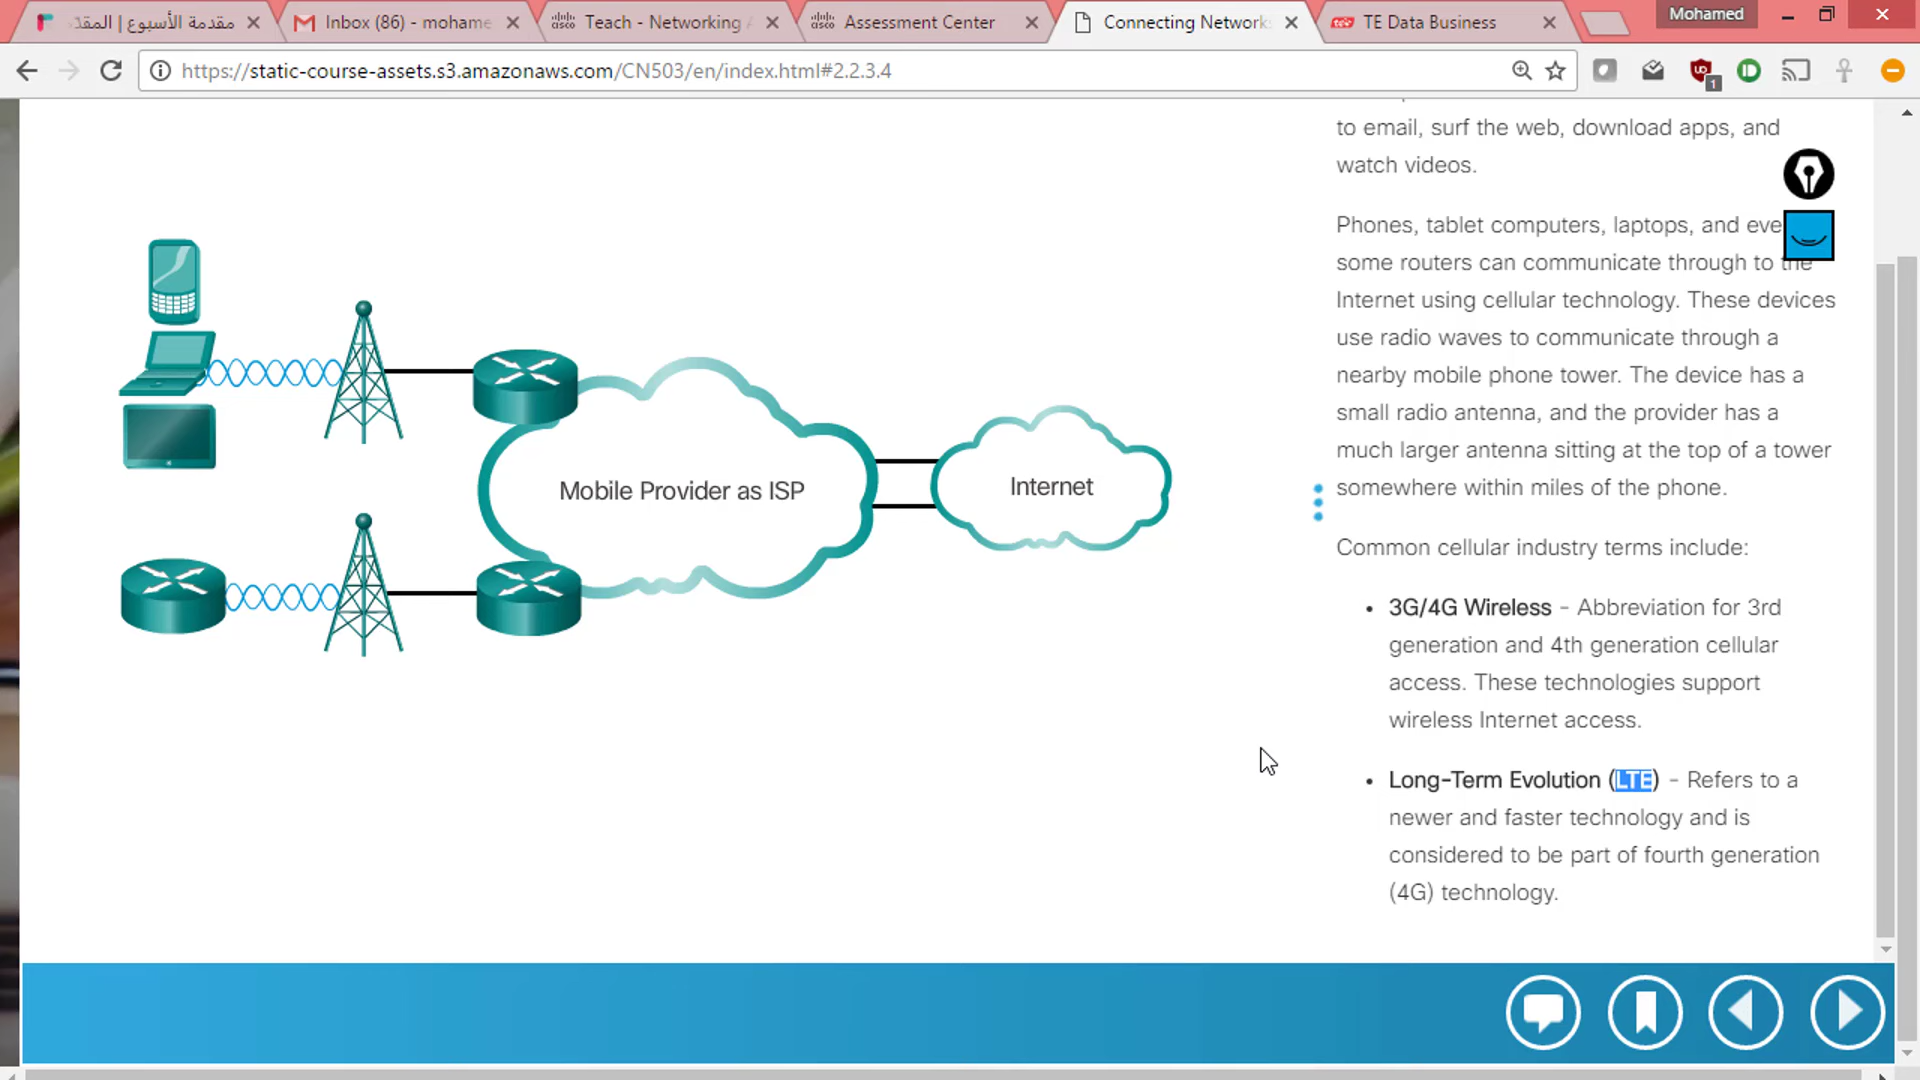 مقدمة الأسبوع | المقد
Inbox (86) - mohame
Teach - Networking
Assessment Center
Connecting Network
TE Data Business
Mohamed
https://static-course-assets.s3.amazonaws.com/CN503/en/index.html#2.2.3.4
1
to email, surf the web, download apps, and
watch videos.
Phones, tablet computers, laptops, and eve
some routers can communicate through to the
Internet using cellular technology. These devices
use radio waves to communicate through a
nearby mobile phone tower. The device has a
small radio antenna, and the provider has a
much larger antenna sitting at the top of a tower
somewhere within miles of the phone.
Common cellular industry terms include:
• 3G/4G Wireless - Abbreviation for 3rd
generation and 4th generation cellular
access. These technologies support
wireless Internet access.
• Long-Term Evolution (LTE) - Refers to a
newer and faster technology and is
considered to be part of fourth generation
(4G) technology.
Mobile Provider as ISP
Internet